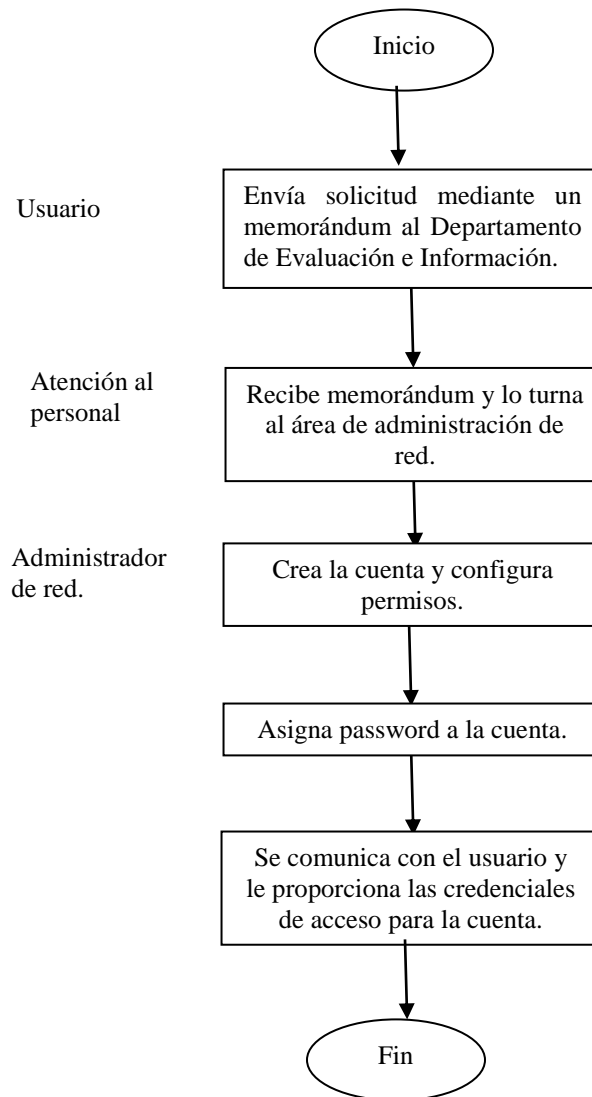 Inicio
Usuario
Envía solicitud mediante un
memorándum al Departamento
de Evaluación e Información.
Atención al
personal
Recibe memorándum y lo turna
al área de administración de
red.
Administrador
de red.
Crea la cuenta y configura
permisos.
Asigna password a la cuenta.
Se comunica con el usuario y
le proporciona las credenciales
de acceso para la cuenta.
Fin